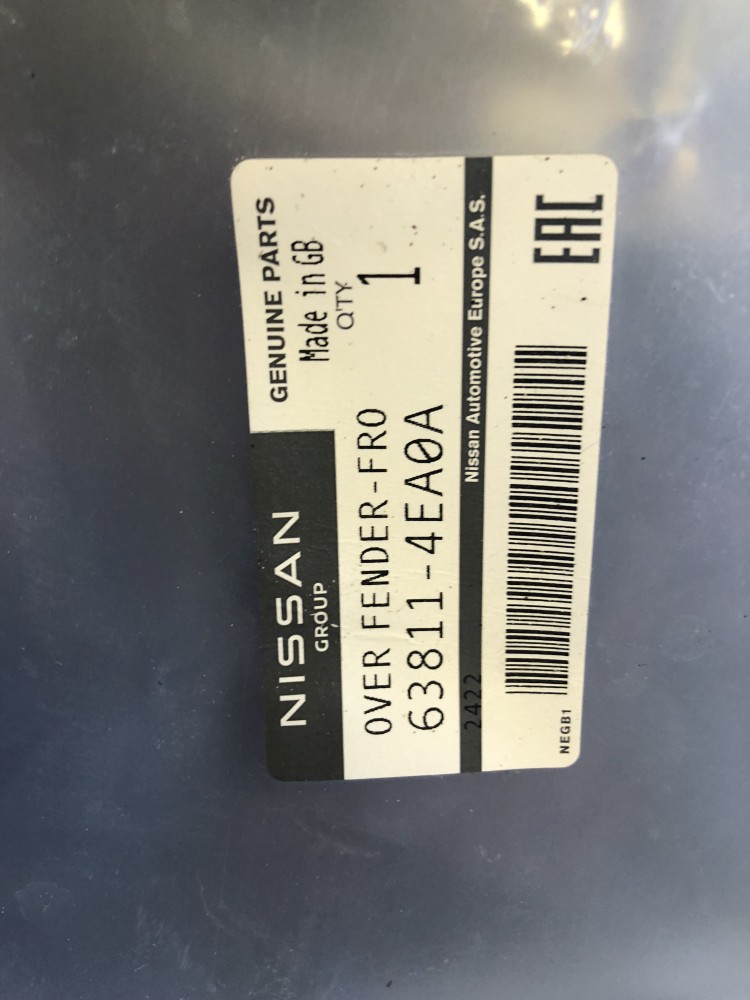 NISSAN
GROUP
GENUINE PARTS
Made in GB
Q'TY
OVER FENDER-FRO
1
63811-4EA0A
2422
Nissan Automotive Europe S.A.S.
EAC
NEGB1